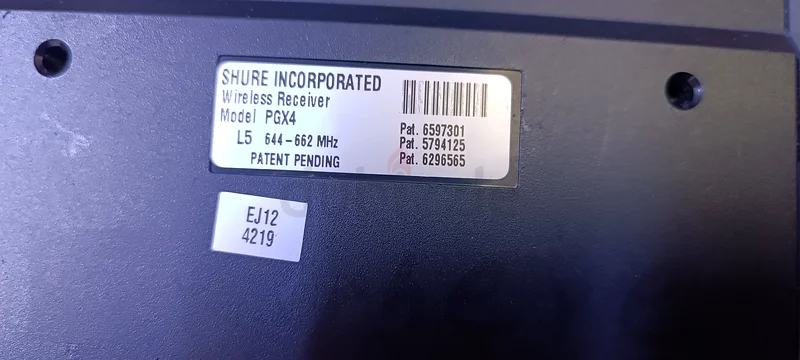 SHURE INCORPORATED
Wireless Receiver
Model PGX4
L5 644-662 MHz
PATENT PENDING
Pat. 6597301
Pat. 5794125
Pat. 6296565
EJ12
4219